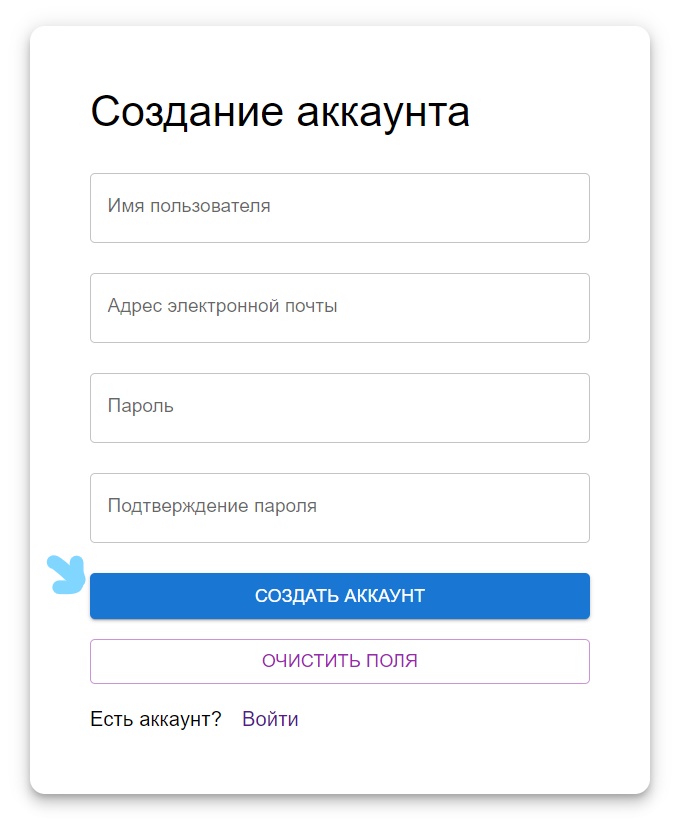 Создание аккаунта
Имя пользователя
Адрес электронной почты
Пароль
Подтверждение пароля
СОЗДАТЬ АККАУНТ
ОЧИСТИТЬ ПОЛЯ
Есть аккаунт? Войти